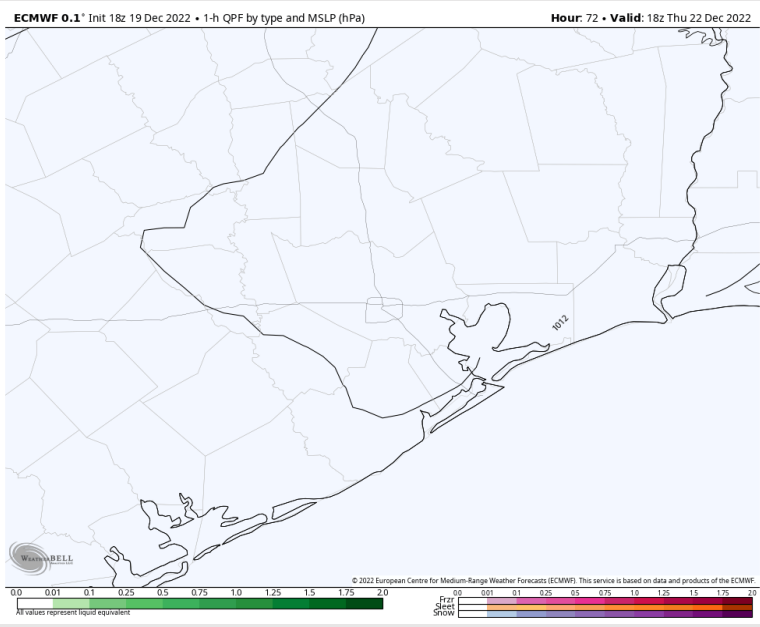 ECMWF 0.1° Init 18z 19 Dec 2022 • 1-h QPF by type and MSLP (hPa) Hour: 72 • Valid: 18z Thu 22 Dec 2022
1012
WEATHERBELL
© 2022 European Centre for Medium-Range Weather Forecasts (ECMWF). This service is based on data and products of the ECMWF.
0.0 0.01 0.1 0.25 0.5 0.75 1.0 1.25 1.5 1.75 2.0
All values represent liquid equivalent
0.0 0.01 0.1 0.25 0.5 0.75 1.0 1.25 1.5 1.75 2.0
Frzr
Sleet
Snow